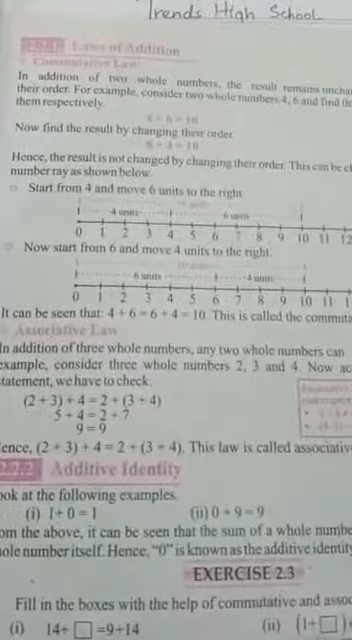 Trends High School
Laws of Addition
Commutative Law
In addition of two whole numbers, the result remains
their order. For example, consider two whole numbers 4, 6 and find
them respectively.
4 + 6 = 10
Now find the result by changing their order.
Hence, the result is not changed by changing their order. This can be
number ray as shown below.
Start from 4 and move 6 units to the right.
4 units 6 units
0 1 2 3 4 5 6 7 8 9 10 11 12
Now start from 6 and move 4 units to the right.
6 units 4 units
0 1 2 3 4 5 6 7 8 9 10 11
It can be seen that 4 + 6 = 6 + 4 = 10. This is called the
Associative Law
In addition of three whole numbers, any two whole numbers can
example, consider three whole numbers 2, 3 and 4. Now
statement, we have to check.
(2 + 3) + 4 = 2 + (3 + 4)
5 + 4 = 2 + 7
9 = 9
ence, (2 + 3) + 4 = 2 + (3 + 4). This law is called associative
2.2.2 Additive Identity
ook at the following examples.
(i) 1 + 0 = 1 (ii) 0 + 9 = 9
om the above, it can be seen that the sum of a whole
ole number itself. Hence, "0" is known as the additive identity
EXERCISE 2.3
Fill in the boxes with the help of commutative and
(i) 14+ □ =9+14 (ii) (1+□)